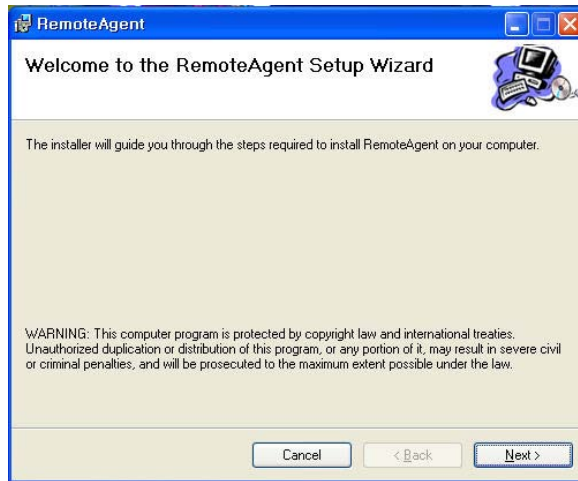 RemoteAgent
Welcome to the RemoteAgent Setup Wizard
The installer will guide you through the steps required to install RemoteAgent on your computer.
WARNING: This computer program is protected by copyright law and international treaties.
Unauthorized duplication or distribution of this program, or any portion of it, may result in severe civil
or criminal penalties, and will be prosecuted to the maximum extent possible under the law.
Cancel
< Back
Next >